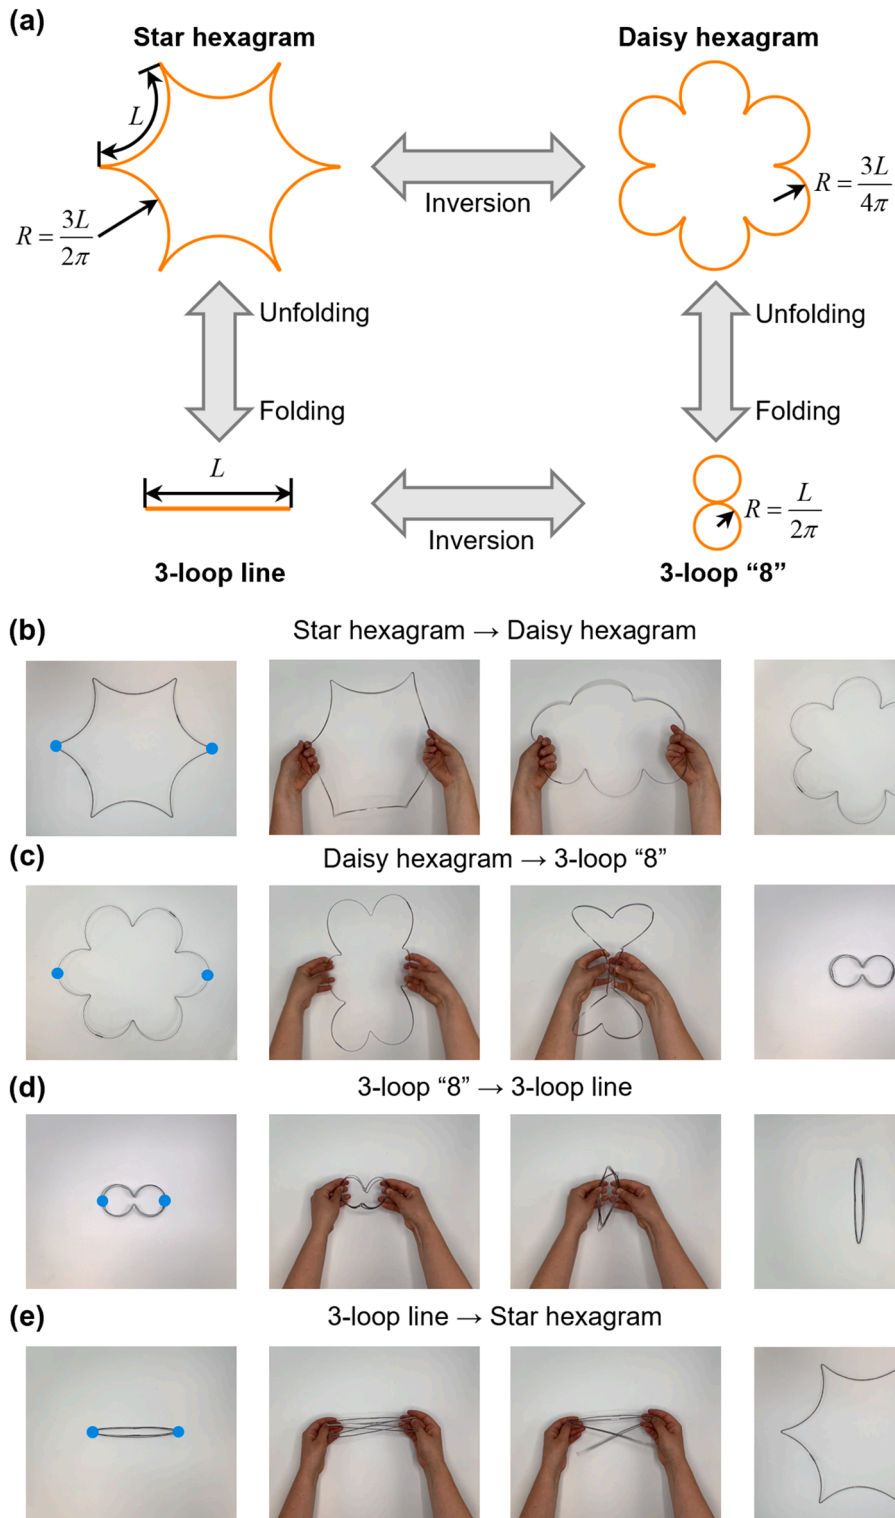 (a)
Star hexagram
Daisy hexagram
L
R = 3L/2π
Inversion
R = 3L/4π
Unfolding
Folding
Unfolding
Folding
L
Inversion
R = L/2π
3-loop line
3-loop “8”
(b)
Star hexagram → Daisy hexagram
(c)
Daisy hexagram → 3-loop “8”
(d)
3-loop “8” → 3-loop line
(e)
3-loop line → Star hexagram